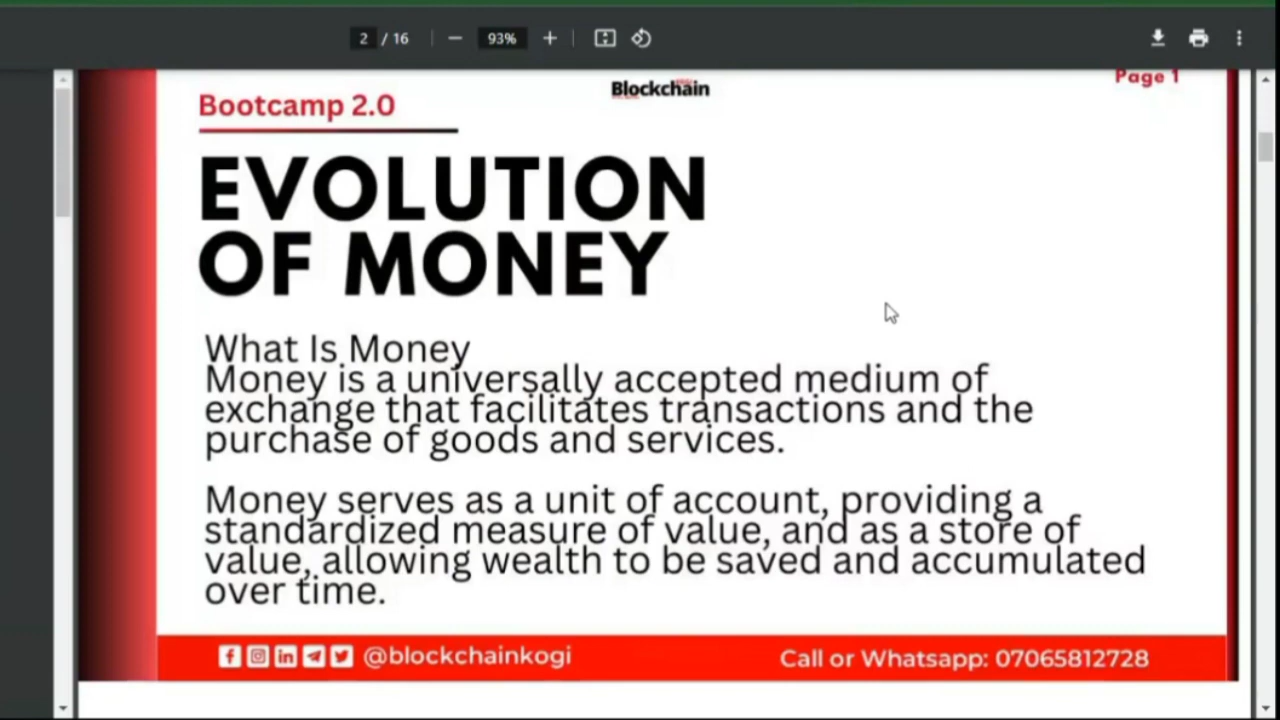 2 / 16
93%
Page 1
Blockchain
Bootcamp 2.0
EVOLUTION
OF MONEY
What Is Money
Money is a universally accepted medium of
exchange that facilitates transactions and the
purchase of goods and services.
Money serves as a unit of account, providing a
standardized measure of value, and as a store of
value, allowing wealth to be saved and accumulated
over time.
@blockchainkogi
Call or Whatsapp: 07065812728